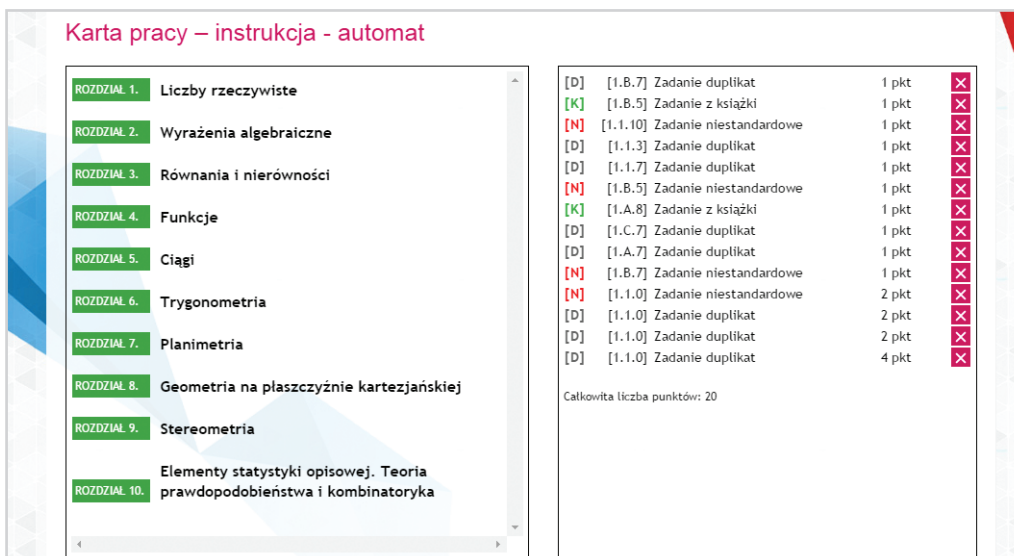 Karta pracy – instrukcja - automat
ROZDZIAŁ 1. Liczby rzeczywiste
ROZDZIAŁ 2. Wyrażenia algebraiczne
ROZDZIAŁ 3. Równania i nierówności
ROZDZIAŁ 4. Funkcje
ROZDZIAŁ 5. Ciągi
ROZDZIAŁ 6. Trygonometria
ROZDZIAŁ 7. Planimetria
ROZDZIAŁ 8. Geometria na płaszczyźnie kartezjańskiej
ROZDZIAŁ 9. Stereometria
Elementy statystyki opisowej. Teoria
ROZDZIAŁ 10. prawdopodobieństwa i kombinatoryka
[D] [1.B.7] Zadanie duplikat 1 pkt
[K] [1.B.5] Zadanie z książki 1 pkt
[N] [1.1.10] Zadanie niestandardowe 1 pkt
[D] [1.1.3] Zadanie duplikat 1 pkt
[D] [1.1.7] Zadanie duplikat 1 pkt
[N] [1.B.5] Zadanie niestandardowe 1 pkt
[K] [1.A.8] Zadanie z książki 1 pkt
[D] [1.C.7] Zadanie duplikat 1 pkt
[D] [1.A.7] Zadanie duplikat 1 pkt
[N] [1.B.7] Zadanie niestandardowe 1 pkt
[N] [1.1.0] Zadanie niestandardowe 2 pkt
[D] [1.1.0] Zadanie duplikat 2 pkt
[D] [1.1.0] Zadanie duplikat 2 pkt
[D] [1.1.0] Zadanie duplikat 4 pkt
Całkowita liczba punktów: 20